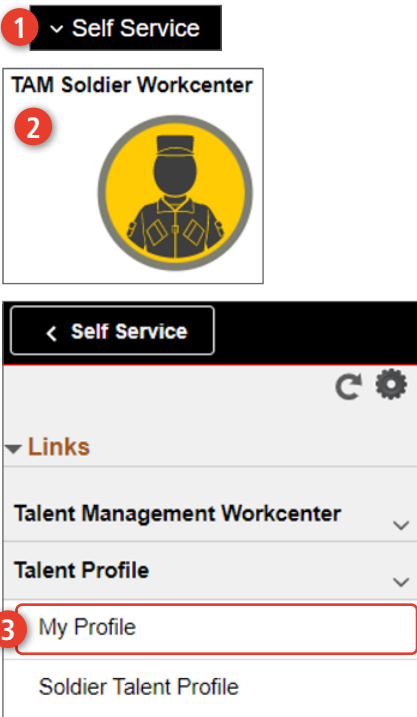 1 Self Service
TAM Soldier Workcenter
2
Self Service
Links
Talent Management Workcenter
Talent Profile
3 My Profile
Soldier Talent Profile